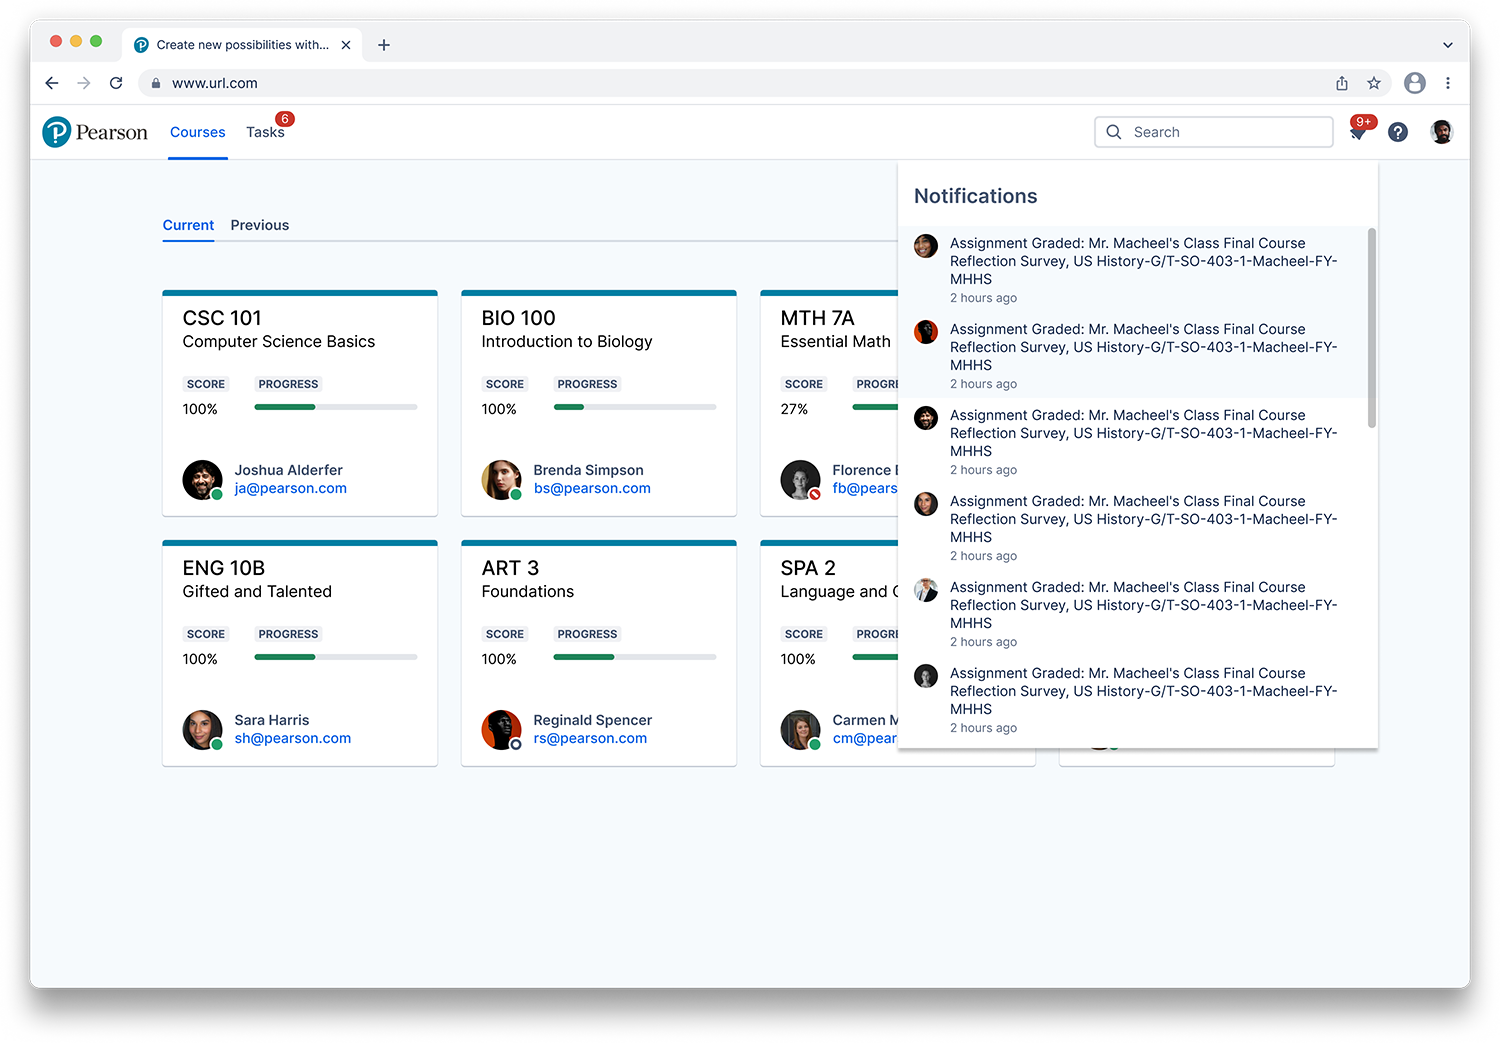 Create new possibilities with...
www.url.com
Pearson
Courses
Tasks
6
Search
9+
?
Current
Previous
Notifications
Assignment Graded: Mr. Macheel's Class Final Course
Reflection Survey, US History-G/T-SO-403-1-Macheel-FY-
MHHS
2 hours ago
Assignment Graded: Mr. Macheel's Class Final Course
Reflection Survey, US History-G/T-SO-403-1-Macheel-FY-
MHHS
2 hours ago
Assignment Graded: Mr. Macheel's Class Final Course
Reflection Survey, US History-G/T-SO-403-1-Macheel-FY-
MHHS
2 hours ago
Assignment Graded: Mr. Macheel's Class Final Course
Reflection Survey, US History-G/T-SO-403-1-Macheel-FY-
MHHS
2 hours ago
Assignment Graded: Mr. Macheel's Class Final Course
Reflection Survey, US History-G/T-SO-403-1-Macheel-FY-
MHHS
2 hours ago
Assignment Graded: Mr. Macheel's Class Final Course
Reflection Survey, US History-G/T-SO-403-1-Macheel-FY-
MHHS
2 hours ago
CSC 101
Computer Science Basics
SCORE
PROGRESS
100%
Joshua Alderfer
ja@pearson.com
BIO 100
Introduction to Biology
SCORE
PROGRESS
100%
Brenda Simpson
bs@pearson.com
MTH 7A
Essential Math
SCORE
PROGR
27%
Florence
fb@pears
ENG 10B
Gifted and Talented
SCORE
PROGRESS
100%
Sara Harris
sh@pearson.com
ART 3
Foundations
SCORE
PROGRESS
100%
Reginald Spencer
rs@pearson.com
SPA 2
Language and
SCORE
PROGR
100%
Carmen M
cm@pear